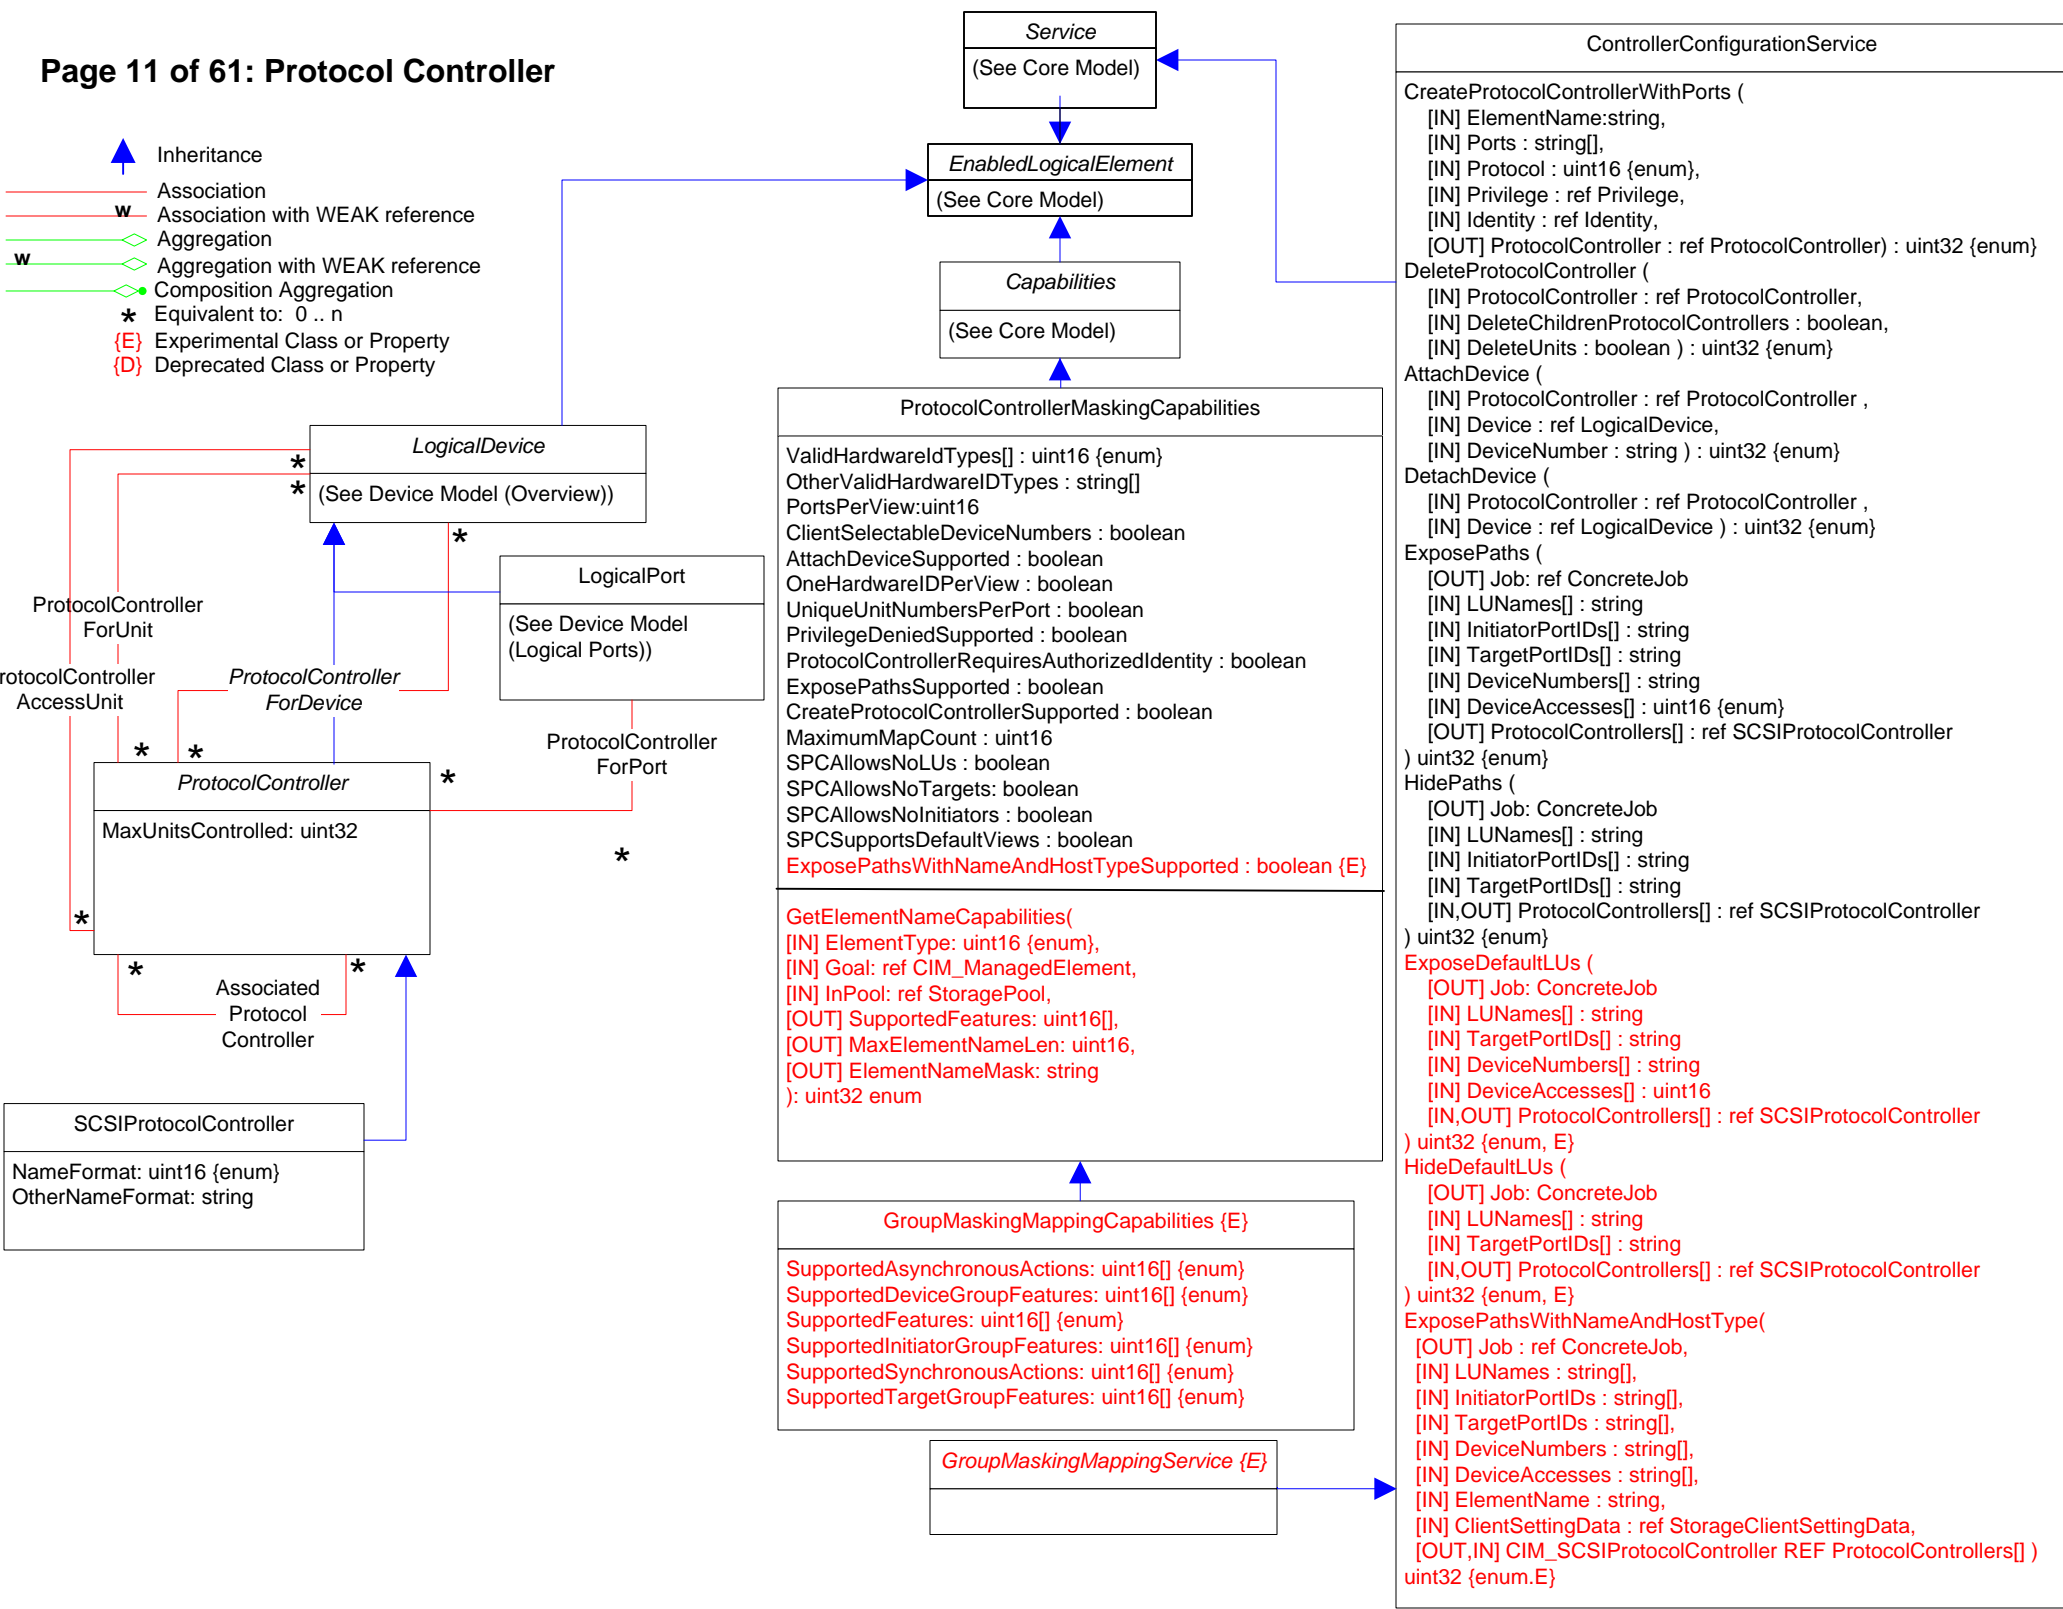 Page 11 of 61: Protocol Controller
Inheritance
Association
w
Association with WEAK reference
Aggregation
w
Aggregation with WEAK reference
Composition Aggregation
* Equivalent to: 0 .. n
{E} Experimental Class or Property
{D} Deprecated Class or Property
Service
(See Core Model)
EnabledLogicalElement
(See Core Model)
Capabilities
(See Core Model)
LogicalDevice
(See Device Model (Overview))
*
*
*
LogicalPort
(See Device Model
(Logical Ports))
ProtocolController
ForUnit
rotocolController
AccessUnit
ProtocolController
ForDevice
ProtocolController
ForPort
*
*
*
*
*
ProtocolController
MaxUnitsControlled: uint32
*
*
Associated
Protocol
Controller
SCSIProtocolController
NameFormat: uint16 {enum}
OtherNameFormat: string
ProtocolControllerMaskingCapabilities
ValidHardwareIdTypes[] : uint16 {enum}
OtherValidHardwareIDTypes : string[]
PortsPerView:uint16
ClientSelectableDeviceNumbers : boolean
AttachDeviceSupported : boolean
OneHardwareIDPerView : boolean
UniqueUnitNumbersPerPort : boolean
PrivilegeDeniedSupported : boolean
ProtocolControllerRequiresAuthorizedIdentity : boolean
ExposePathsSupported : boolean
CreateProtocolControllerSupported : boolean
MaximumMapCount : uint16
SPCAllowsNoLUs : boolean
SPCAllowsNoTargets: boolean
SPCAllowsNoInitiators : boolean
SPCSupportsDefaultViews : boolean
ExposePathsWithNameAndHostTypeSupported : boolean {E}
GetElementNameCapabilities(
[IN] ElementType: uint16 {enum},
[IN] Goal: ref CIM_ManagedElement,
[IN] InPool: ref StoragePool,
[OUT] SupportedFeatures: uint16[],
[OUT] MaxElementNameLen: uint16,
[OUT] ElementNameMask: string
): uint32 enum
GroupMaskingMappingCapabilities {E}
SupportedAsynchronousActions: uint16[] {enum}
SupportedDeviceGroupFeatures: uint16[] {enum}
SupportedFeatures: uint16[] {enum}
SupportedInitiatorGroupFeatures: uint16[] {enum}
SupportedSynchronousActions: uint16[] {enum}
SupportedTargetGroupFeatures: uint16[] {enum}
GroupMaskingMappingService {E}
ControllerConfigurationService
CreateProtocolControllerWithPorts (
[IN] ElementName:string,
[IN] Ports : string[],
[IN] Protocol : uint16 {enum},
[IN] Privilege : ref Privilege,
[IN] Identity : ref Identity,
[OUT] ProtocolController : ref ProtocolController) : uint32 {enum}
DeleteProtocolController (
[IN] ProtocolController : ref ProtocolController,
[IN] DeleteChildrenProtocolControllers : boolean,
[IN] DeleteUnits : boolean ) : uint32 {enum}
AttachDevice (
[IN] ProtocolController : ref ProtocolController ,
[IN] Device : ref LogicalDevice,
[IN] DeviceNumber : string ) : uint32 {enum}
DetachDevice (
[IN] ProtocolController : ref ProtocolController ,
[IN] Device : ref LogicalDevice ) : uint32 {enum}
ExposePaths (
[OUT] Job: ref ConcreteJob
[IN] LUNames[] : string
[IN] InitiatorPortIDs[] : string
[IN] TargetPortIDs[] : string
[IN] DeviceNumbers[] : string
[IN] DeviceAccesses[] : uint16 {enum}
[OUT] ProtocolControllers[] : ref SCSIProtocolController
) uint32 {enum}
HidePaths (
[OUT] Job: ConcreteJob
[IN] LUNames[] : string
[IN] InitiatorPortIDs[] : string
[IN] TargetPortIDs[] : string
[IN,OUT] ProtocolControllers[] : ref SCSIProtocolController
) uint32 {enum}
ExposeDefaultLUs (
[OUT] Job: ConcreteJob
[IN] LUNames[] : string
[IN] TargetPortIDs[] : string
[IN] DeviceNumbers[] : string
[IN] DeviceAccesses[] : uint16
[IN,OUT] ProtocolControllers[] : ref SCSIProtocolController
) uint32 {enum, E}
HideDefaultLUs (
[OUT] Job: ConcreteJob
[IN] LUNames[] : string
[IN] TargetPortIDs[] : string
[IN,OUT] ProtocolControllers[] : ref SCSIProtocolController
) uint32 {enum, E}
ExposePathsWithNameAndHostType(
[OUT] Job : ref ConcreteJob,
[IN] LUNames : string[],
[IN] InitiatorPortIDs : string[],
[IN] TargetPortIDs : string[],
[IN] DeviceNumbers : string[],
[IN] DeviceAccesses : string[],
[IN] ElementName : string,
[IN] ClientSettingData : ref StorageClientSettingData,
[OUT,IN] CIM_SCSIProtocolController REF ProtocolControllers[] )
uint32 {enum.E}